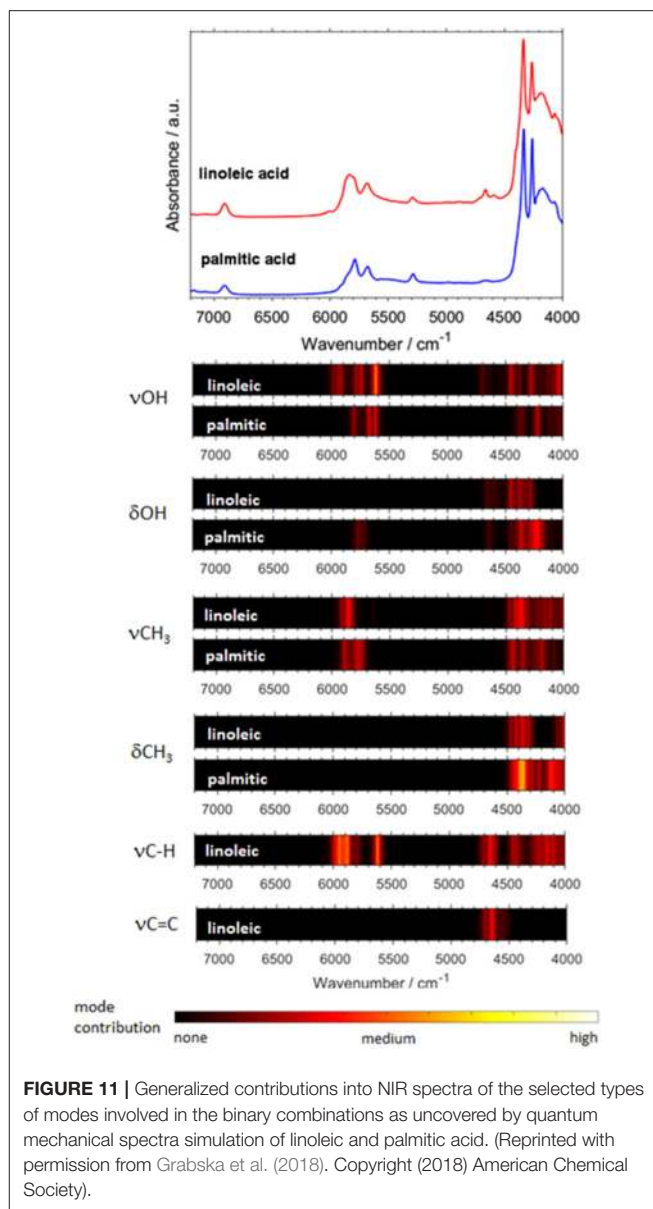 Absorbance / a.u.
linoleic acid
palmitic acid
7000 6500 6000 5500 5000 4500 4000
Wavenumber / cm⁻¹
νOH
linoleic
palmitic
7000 6500 6000 5500 5000 4500 4000
δOH
linoleic
palmitic
7000 6500 6000 5500 5000 4500 4000
νCH₃
linoleic
palmitic
7000 6500 6000 5500 5000 4500 4000
δCH₃
linoleic
palmitic
7000 6500 6000 5500 5000 4500 4000
νC-H
linoleic
7000 6500 6000 5500 5000 4500 4000
νC=C
linoleic
7000 6500 6000 5500 5000 4500 4000
Wavenumber / cm⁻¹
mode
contribution
none medium high
FIGURE 11 | Generalized contributions into NIR spectra of the selected types
of modes involved in the binary combinations as uncovered by quantum
mechanical spectra simulation of linoleic and palmitic acid. (Reprinted with
permission from Grabska et al. (2018). Copyright (2018) American Chemical
Society).